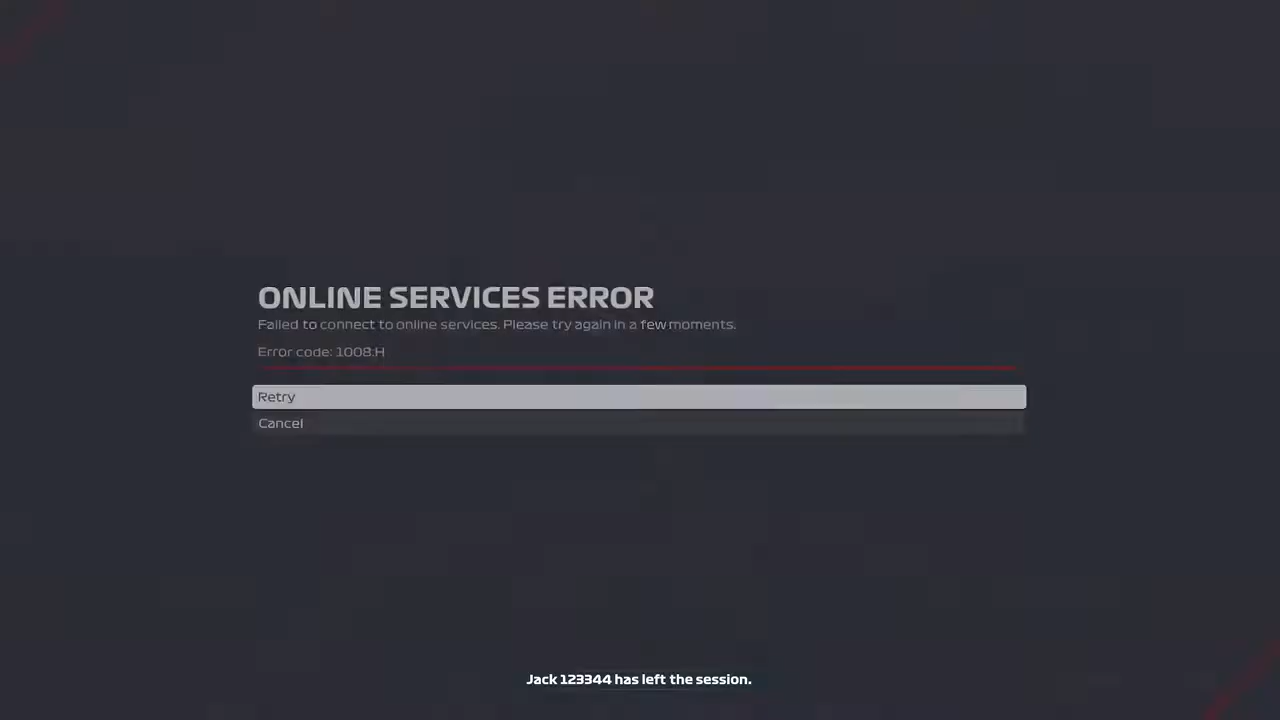 ONLINE SERVICES ERROR
Failed to connect to online services. Please try again in a few moments.
Error code: 1008:H
Retry
Cancel
Jack 123344 has left the session.